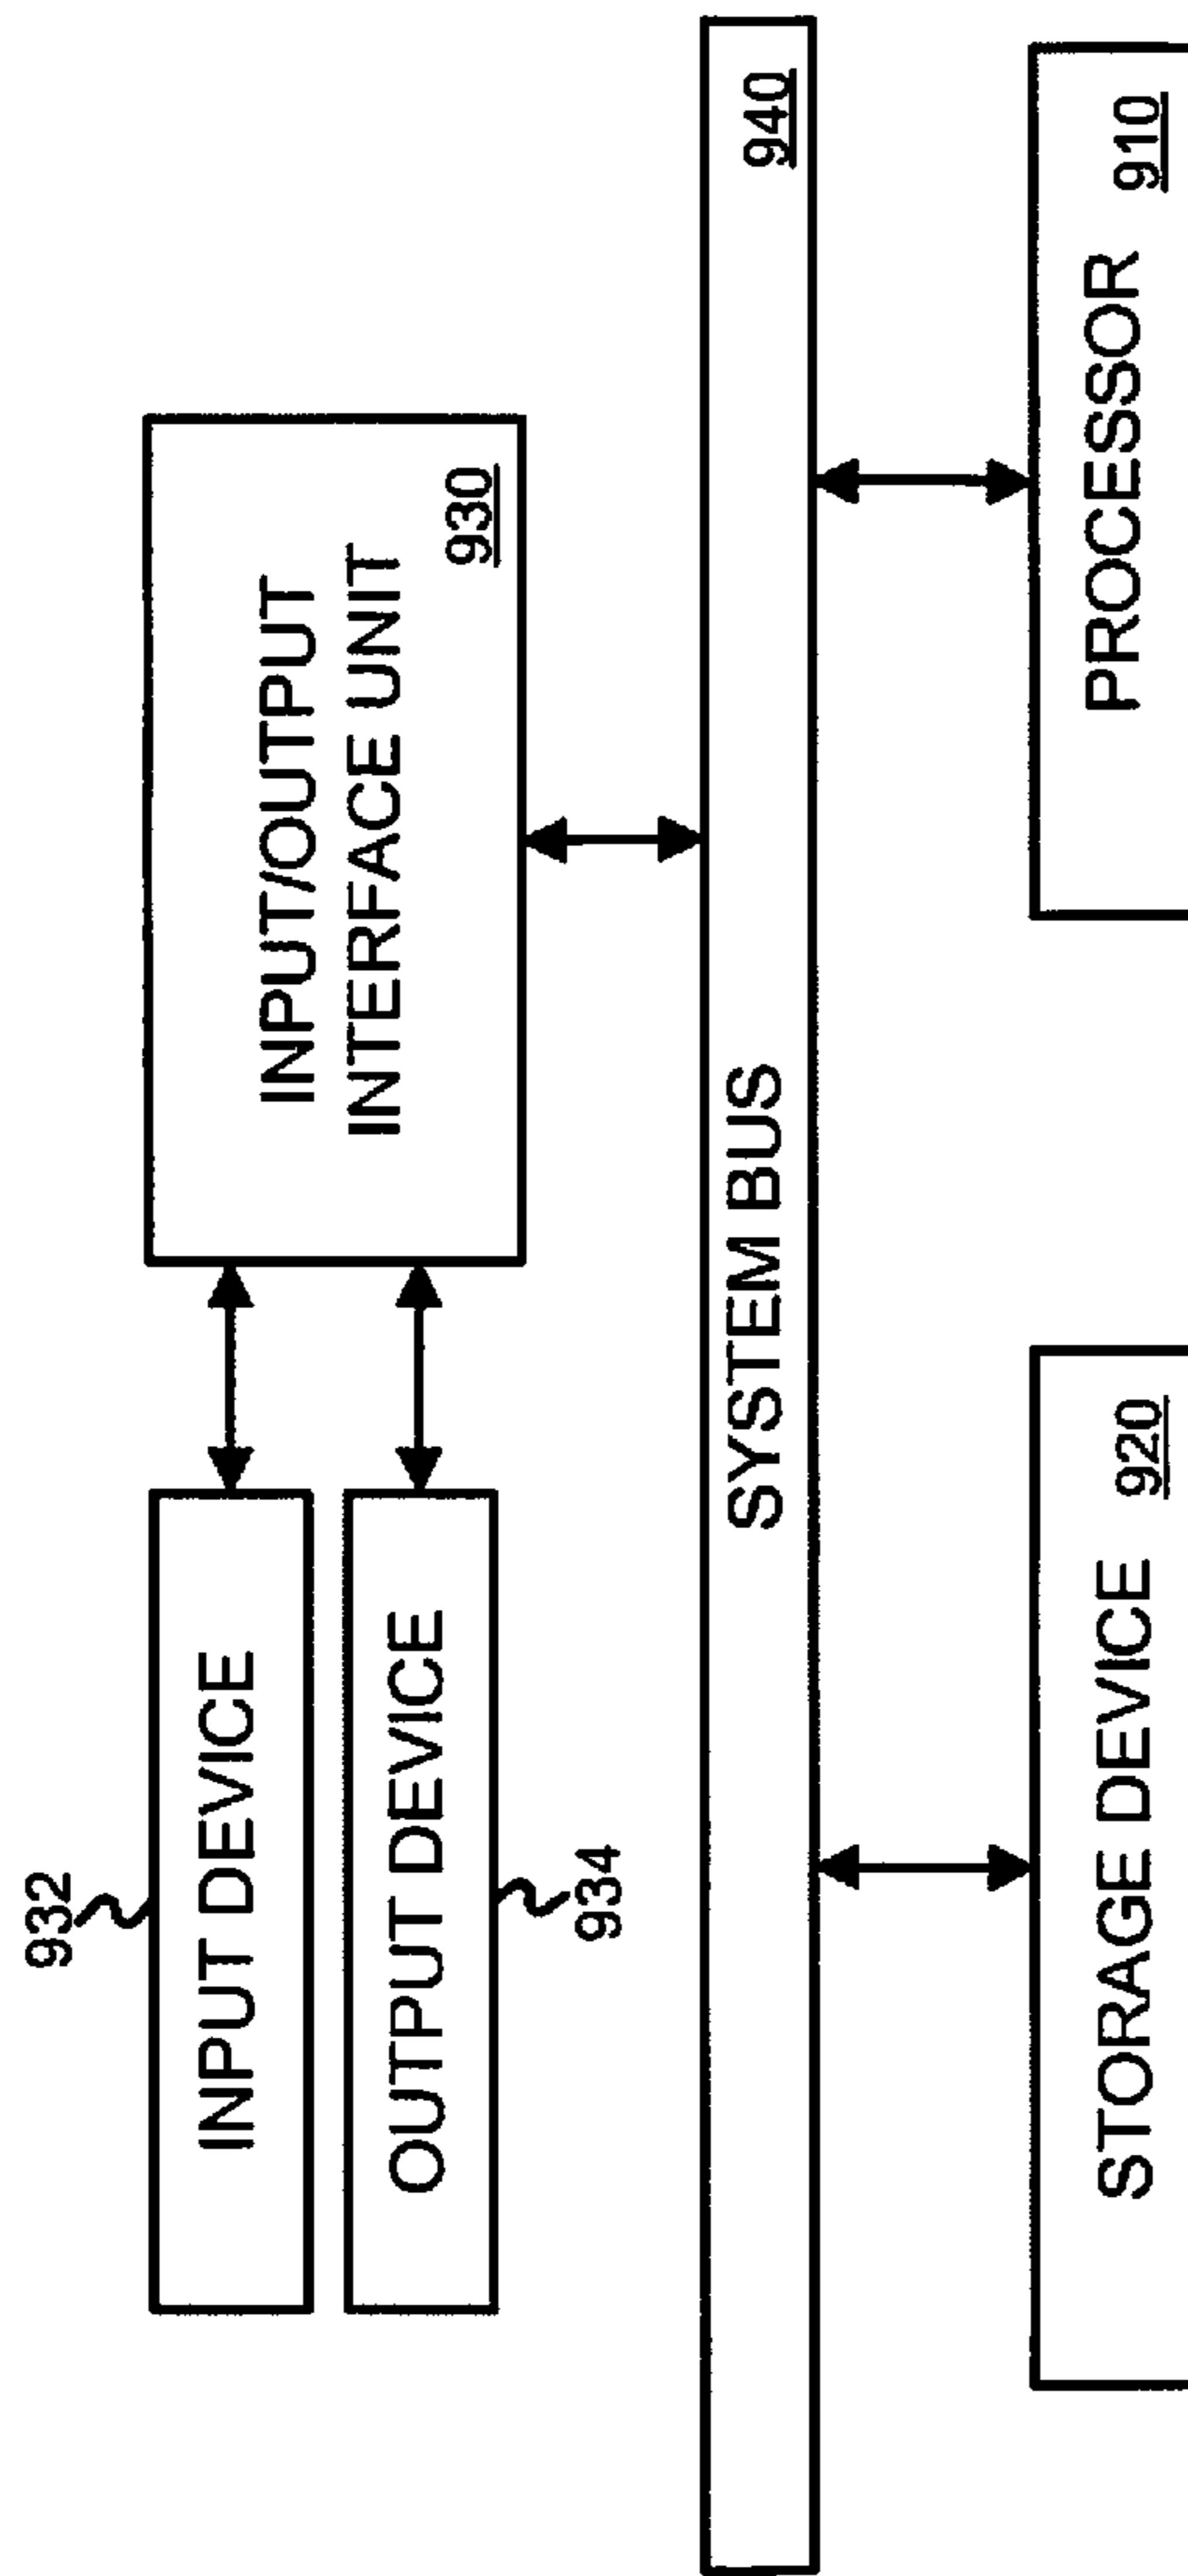 932
INPUT DEVICE
OUTPUT DEVICE
934
INPUT/OUTPUT
INTERFACE UNIT
930
SYSTEM BUS
940
STORAGE DEVICE
920
PROCESSOR
910